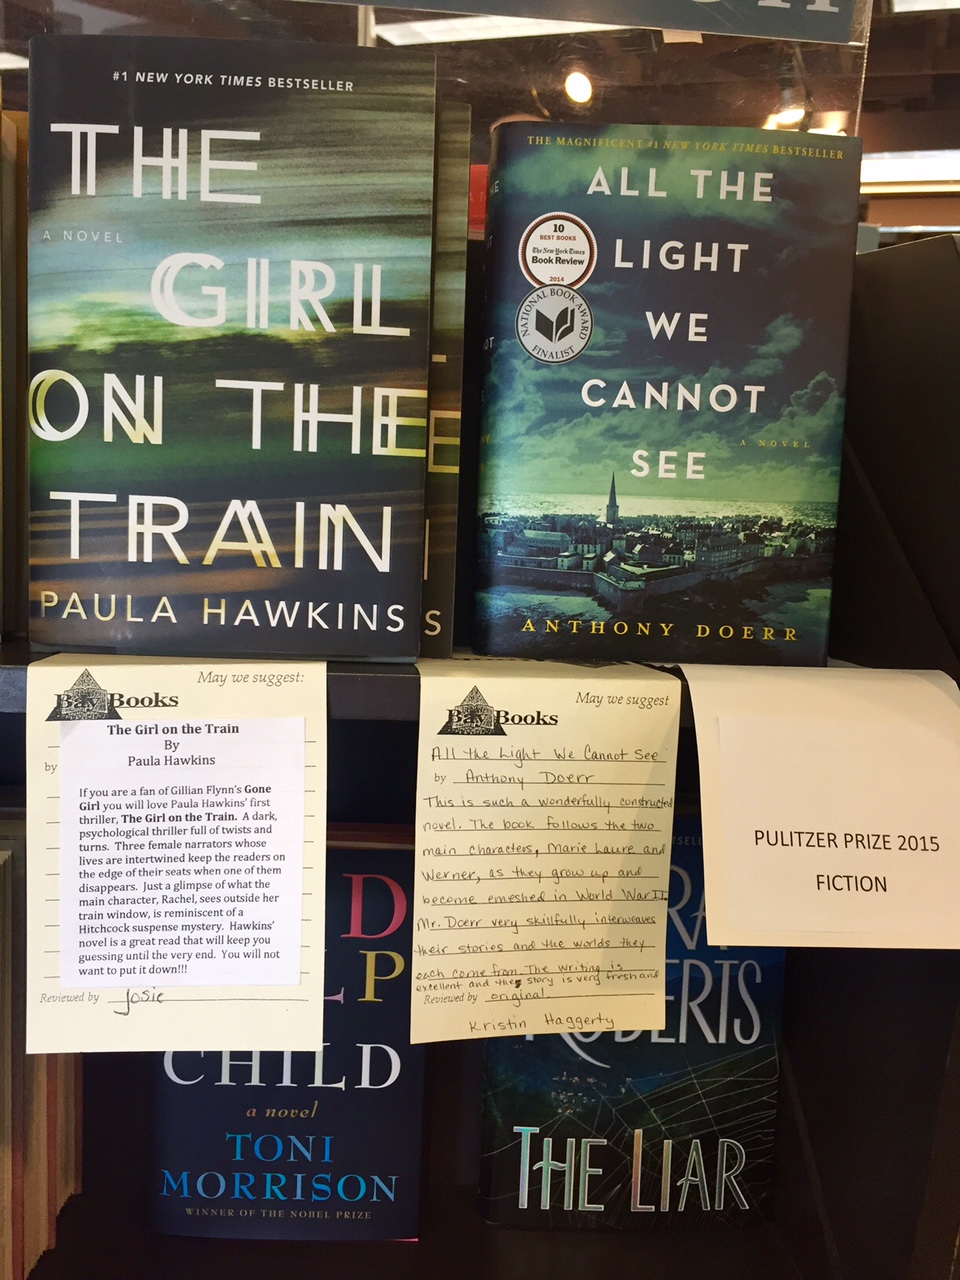 #1 NEW YORK TIMES BESTSELLER
THE
A NOVEL
GIRL
ON THE
TRAIN
PAULA HAWKINS
S
THE MAGNIFICENT #1 NEW YORK TIMES BESTSELLER
ALL THE
LIGHT
WE
CANNOT
SEE
A NOVEL
10
BEST BOOKS
The New York Times
Book Review
2014
NATIONAL BOOK AWARD
FINALIST
ANTHONY DOERR
May we suggest:
Bay Books
The Girl on the Train
By
by
Paula Hawkins
If you are a fan of Gillian Flynn's Gone
Girl you will love Paula Hawkins' first
thriller, The Girl on the Train. A dark,
psychological thriller full of twists and
turns. Three female narrators whose
lives are intertwined keep the readers on
the edge of their seats when one of them
disappears. Just a glimpse of what the
main character, Rachel, sees outside her
train window, is reminiscent of a
Hitchcock suspense mystery. Hawkins'
novel is a great read that will keep you
guessing until the very end. You will not
want to put it down!!!
Reviewed by Josie
May we suggest
Bay Books
All the Light We Cannot See
by Anthony Doerr
This is such a wonderfully constructed
novel. The book follows the two
main characters, Marie Laure and
Werner, as they grow up and
become emeshed in World War II.
Mr. Doerr very skillfully interweaves
their stories and the worlds they
each come from. The writing is
excellent and the story is very fresh and
Reviewed by original.
Kristin Haggerty
PULITZER PRIZE 2015
FICTION
D
LP
CHILD
a novel
TONI
MORRISON
WINNER OF THE NOBEL PRIZE
RA
ROBERTS
THE LIAR